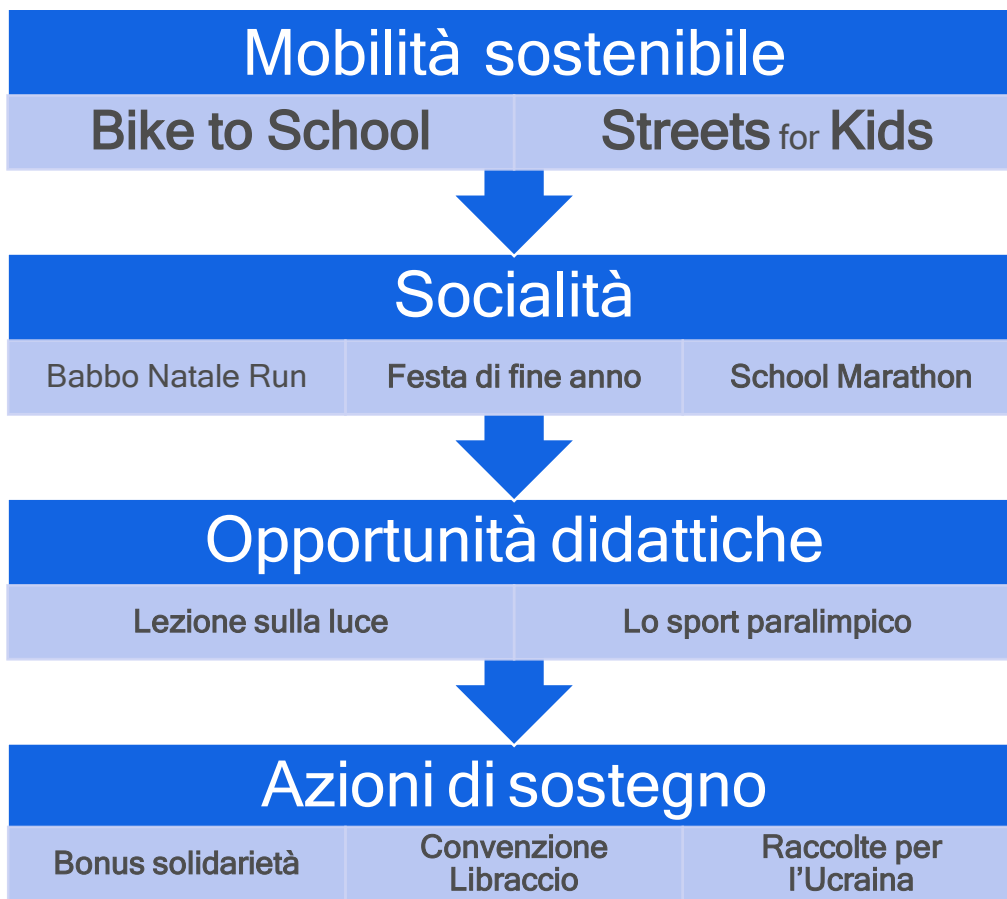 Mobilità sostenibile
Bike to School
Streets for Kids
Socialità
Babbo Natale Run
Festa di fine anno
School Marathon
Opportunità didattiche
Lezione sulla luce
Lo sport paralimpico
Azioni di sostegno
Bonus solidarietà
Convenzione
Libraccio
Raccolte per
l'Ucraina